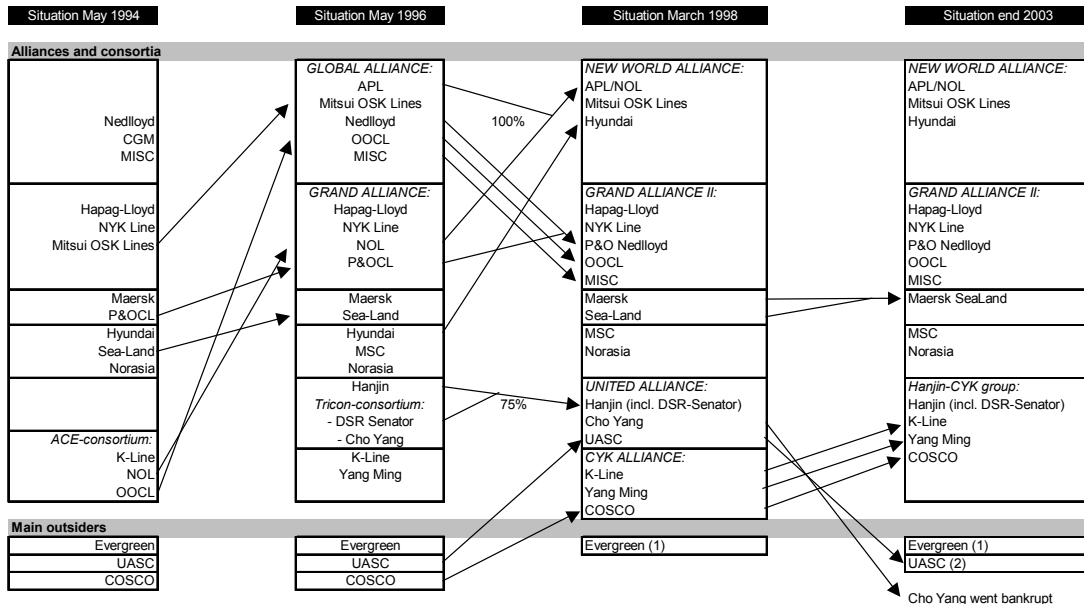 Situation May 1994
Situation May 1996
Situation March 1998
Situation end 2003
Alliances and consortia
Nedlloyd
CGM
MISC
Hapag-Lloyd
NYK Line
Mitsui OSK Lines
Maersk
P&OCL
Hyundai
Sea-Land
Norasia
ACE-consortium:
K-Line
NOL
OOCL
GLOBAL ALLIANCE:
APL
Mitsui OSK Lines
Nedlloyd
OOCL
MISC
GRAND ALLIANCE:
Hapag-Lloyd
NYK Line
NOL
P&OCL
Maersk
Sea-Land
Hyundai
MSC
Norasia
Hanjin
Tricon-consortium:
- DSR Senator
- Cho Yang
K-Line
Yang Ming
100%
75%
NEW WORLD ALLIANCE:
APL/NOL
Mitsui OSK Lines
Hyundai
GRAND ALLIANCE II:
Hapag-Lloyd
NYK Line
P&O Nedlloyd
OOCL
MISC
Maersk
Sea-Land
MSC
Norasia
UNITED ALLIANCE:
Hanjin (incl. DSR-Senator)
Cho Yang
UASC
CYK ALLIANCE:
K-Line
Yang Ming
COSCO
NEW WORLD ALLIANCE:
APL/NOL
Mitsui OSK Lines
Hyundai
GRAND ALLIANCE II:
Hapag-Lloyd
NYK Line
P&O Nedlloyd
OOCL
MISC
Maersk SeaLand
MSC
Norasia
Hanjin-CYK group:
Hanjin (incl. DSR-Senator)
K-Line
Yang Ming
COSCO
Main outsiders
Evergreen
UASC
COSCO
Evergreen
UASC
COSCO
Evergreen (1)
Evergreen (1)
UASC (2)
Cho Yang went bankrupt